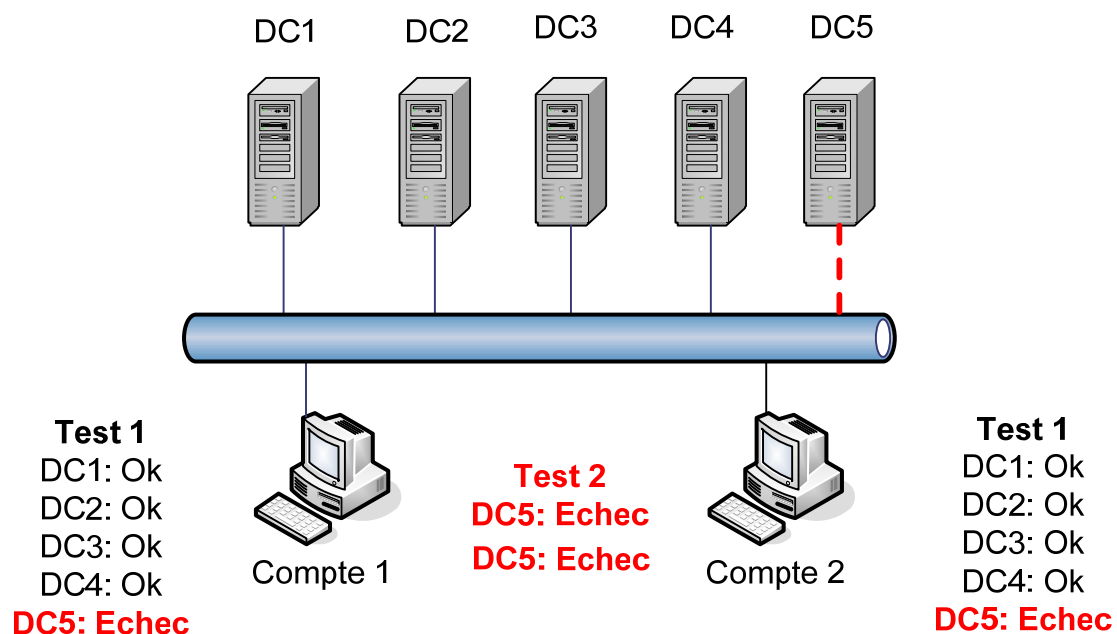 DC1
DC2
DC3
DC4
DC5
Test 1
DC1: Ok
DC2: Ok
DC3: Ok
DC4: Ok
DC5: Echec
Compte 1
Test 2
DC5: Echec
DC5: Echec
Compte 2
Test 1
DC1: Ok
DC2: Ok
DC3: Ok
DC4: Ok
DC5: Echec